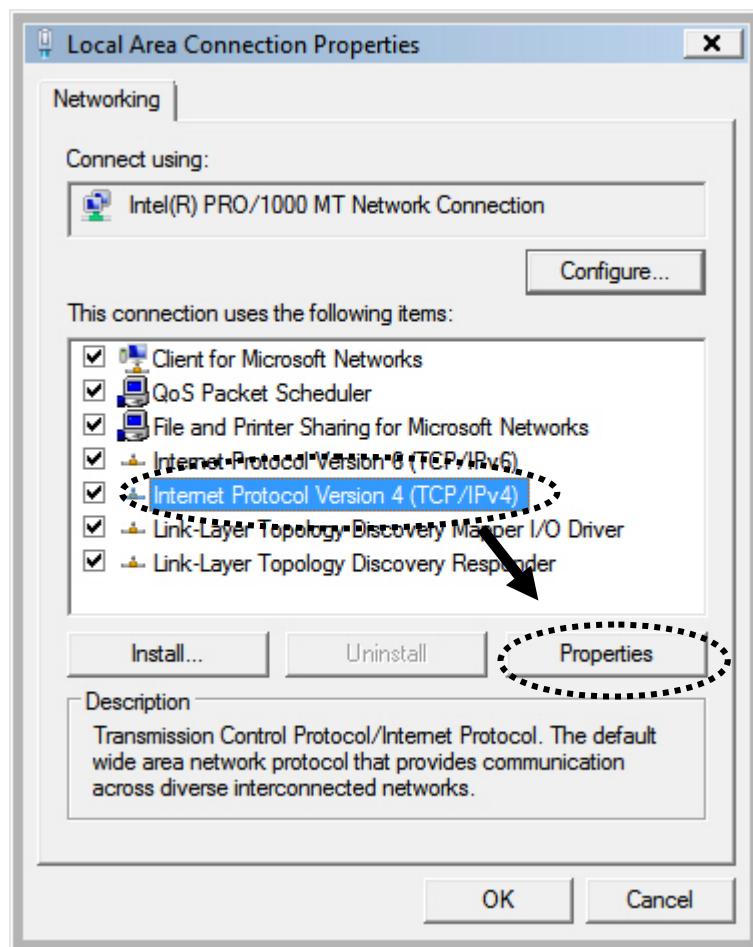 Local Area Connection Properties
Networking
Connect using:
Intel(R) PRO/1000 MT Network Connection
Configure...
This connection uses the following items:
Client for Microsoft Networks
QoS Packet Scheduler
File and Printer Sharing for Microsoft Networks
Internet Protocol Version 6 (TCP/IPv6)
Internet Protocol Version 4 (TCP/IPv4)
Link-Layer Topology Discovery Mapper I/O Driver
Link-Layer Topology Discovery Responder
Install... Uninstall Properties
Description
Transmission Control Protocol/Internet Protocol. The default
wide area network protocol that provides communication
across diverse interconnected networks.
OK Cancel